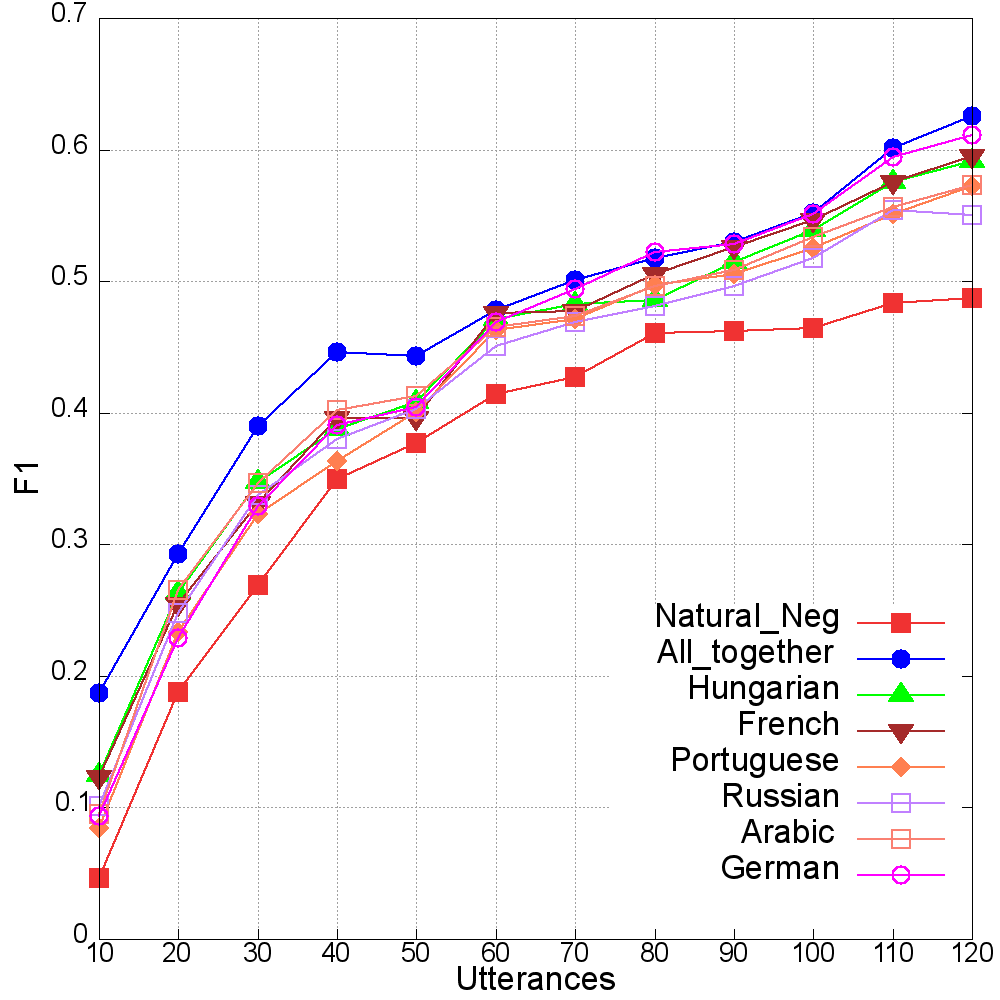 0.7
0.6
0.5
0.4
0.3
0.2
0.1
0
F1
10 20 30 40 50 60 70 80 90 100 110 120
Utterances
Natural_Neg
All_together
Hungarian
French
Portuguese
Russian
Arabic
German